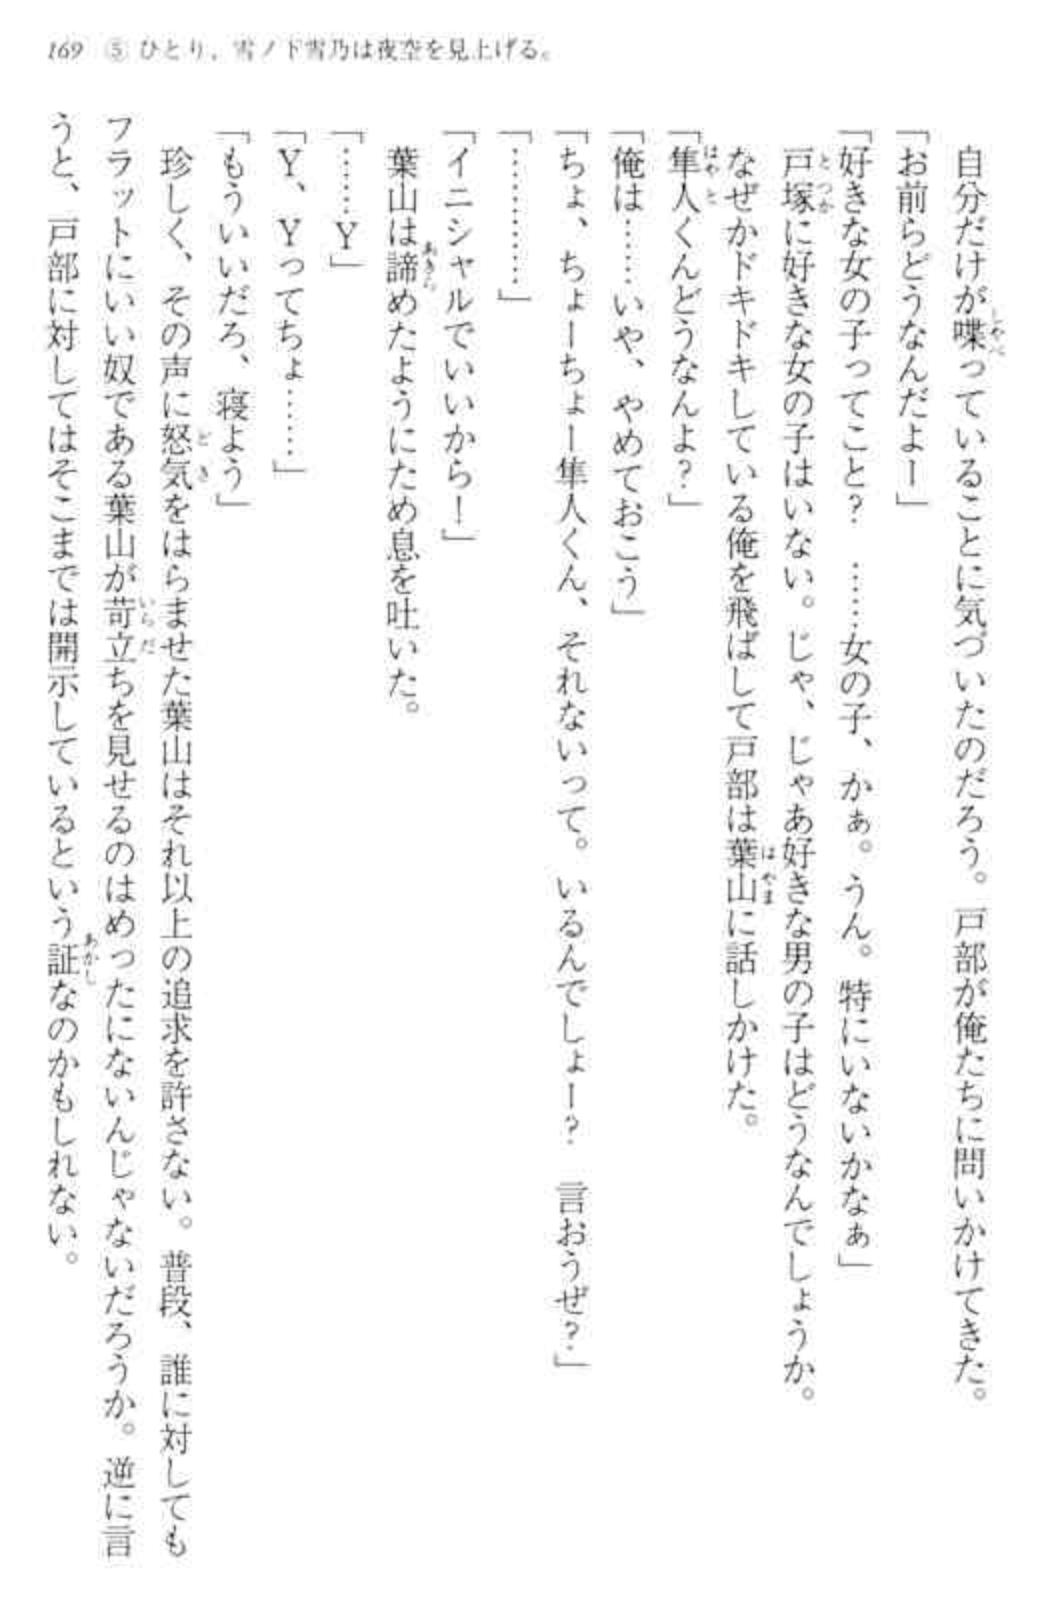 169 ⑤ ひとり、雪ノ下雪乃は夜空を見上げる。
　自分だけが喋っていることに気づいたのだろう。戸部が俺たちに問いかけてきた。
「お前らどうなんだよー」
「好きな女の子ってこと？　……女の子、かぁ。うん。特にいないかなぁ」
　戸塚に好きな女の子はいない。じゃ、じゃあ好きな男の子はどうなんでしょうか。
　なぜかドキドキしている俺を飛ばして戸部は葉山に話しかけた。
「隼人くんどうなんよ？」
「俺は……いや、やめておこう」
「ちょ、ちょーちょー隼人くん、それないって。いるんでしょー？　言おうぜ？」
「…………」
「イニシャルでいいから！」
　葉山は諦めたようにため息を吐いた。
「……Ｙ」
「Ｙ、Ｙってちょ……」
「もういいだろ、寝よう」
　珍しく、その声に怒気をはらませた葉山はそれ以上の追求を許さない。普段、誰に対しても
フラットにいい奴である葉山が苛立ちを見せるのはめったにないんじゃないだろうか。逆に言
うと、戸部に対してはそこまでは開示しているという証なのかもしれない。